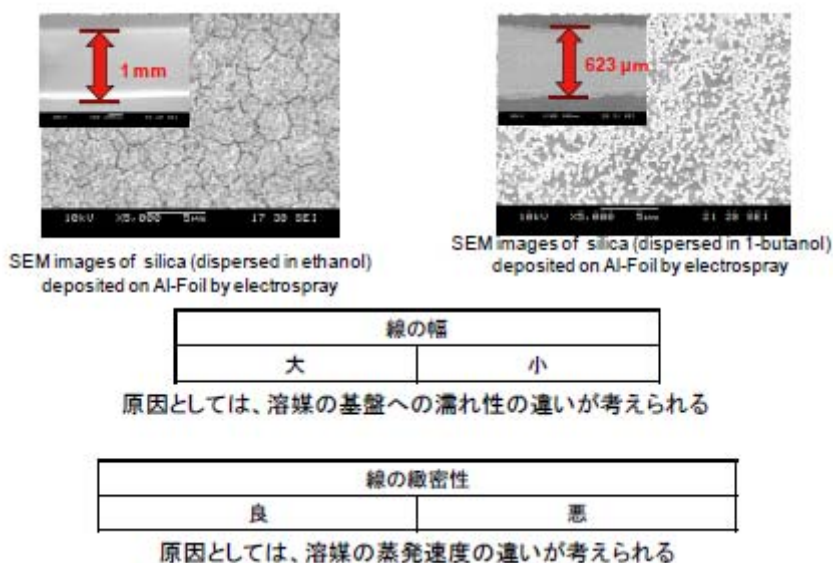 1 mm
10kV X5,000 5µm 17 30 SEI
SEM images of silica (dispersed in ethanol)
deposited on Al-Foil by electrospray
623 µm
10kV X5,000 5µm 21 20 SEI
SEM images of silica (dispersed in 1-butanol)
deposited on Al-Foil by electrospray
線の幅
大 小
原因としては、溶媒の基盤への濡れ性の違いが考えられる
線の緻密性
良 悪
原因としては、溶媒の蒸発速度の違いが考えられる